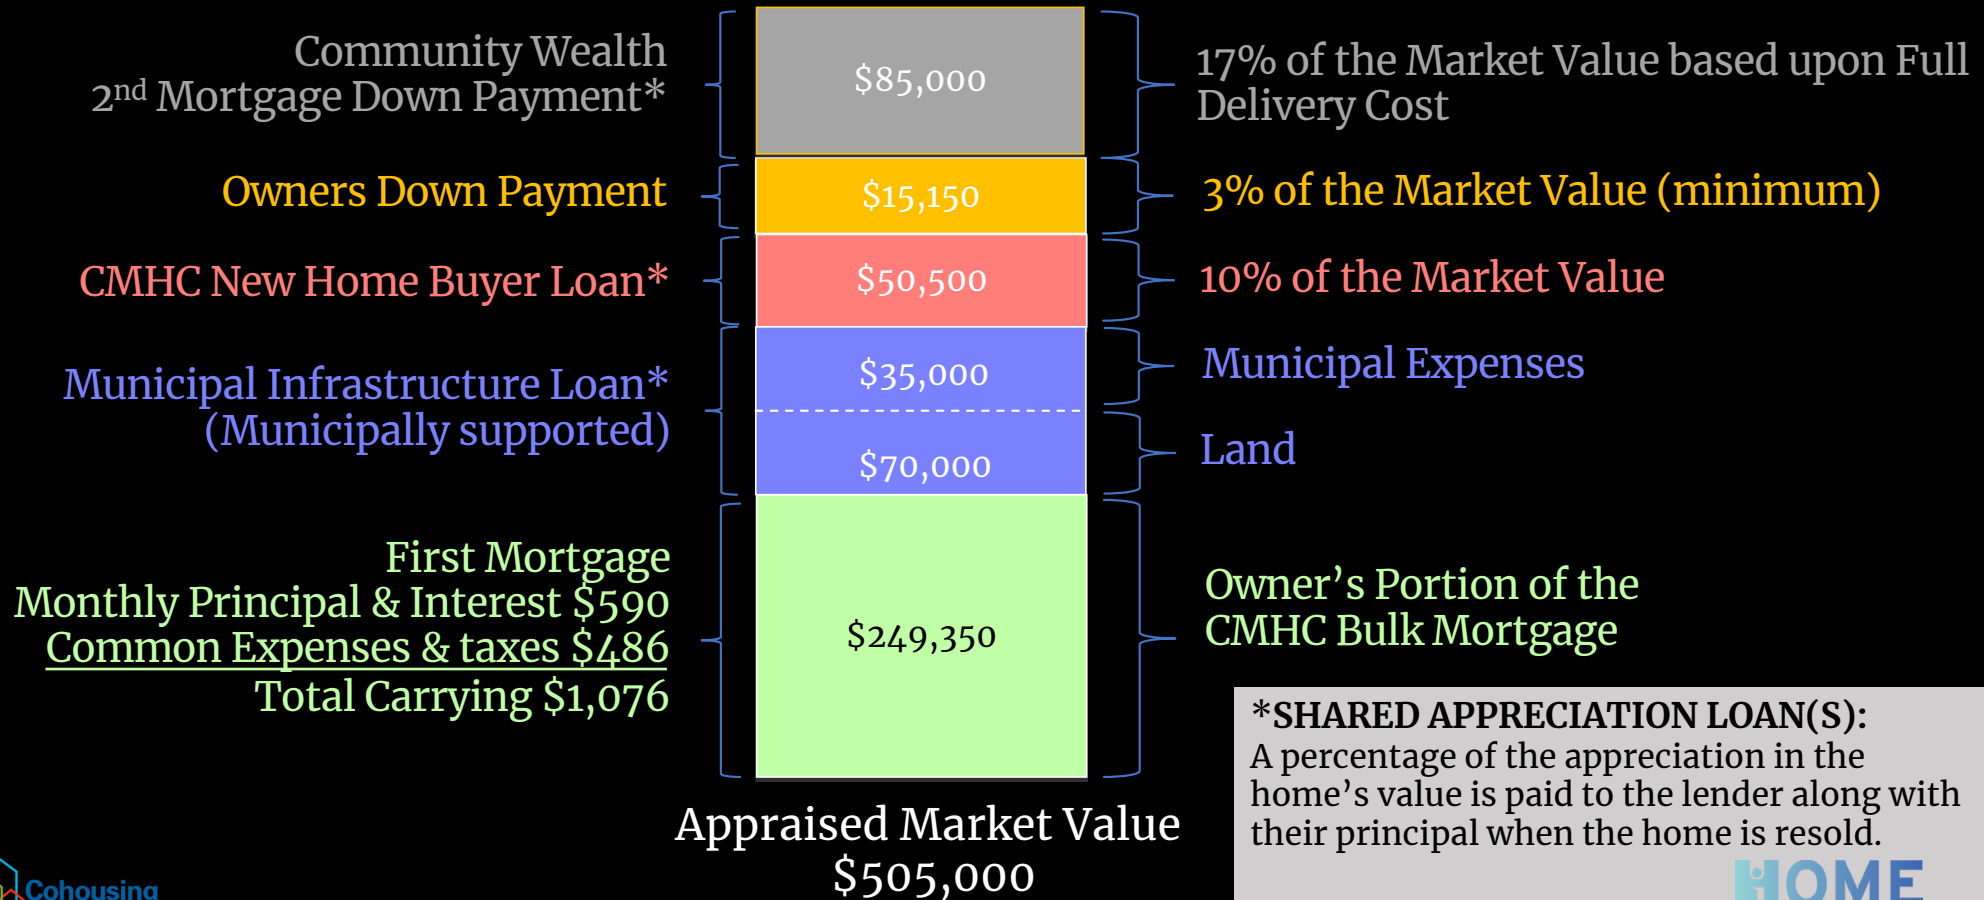 Community Wealth
2nd Mortgage Down Payment*
$85,000
17% of the Market Value based upon Full
Delivery Cost
Owners Down Payment
$15,150
3% of the Market Value (minimum)
CMHC New Home Buyer Loan*
$50,500
10% of the Market Value
Municipal Infrastructure Loan*
(Municipally supported)
$35,000
Municipal Expenses
$70,000
Land
First Mortgage
Monthly Principal & Interest $590
Common Expenses & taxes $486
Total Carrying $1,076
$249,350
Owner’s Portion of the
CMHC Bulk Mortgage
*SHARED APPRECIATION LOAN(S):
A percentage of the appreciation in the
home’s value is paid to the lender along with
their principal when the home is resold.
Appraised Market Value
$505,000
Cohousing
HOME